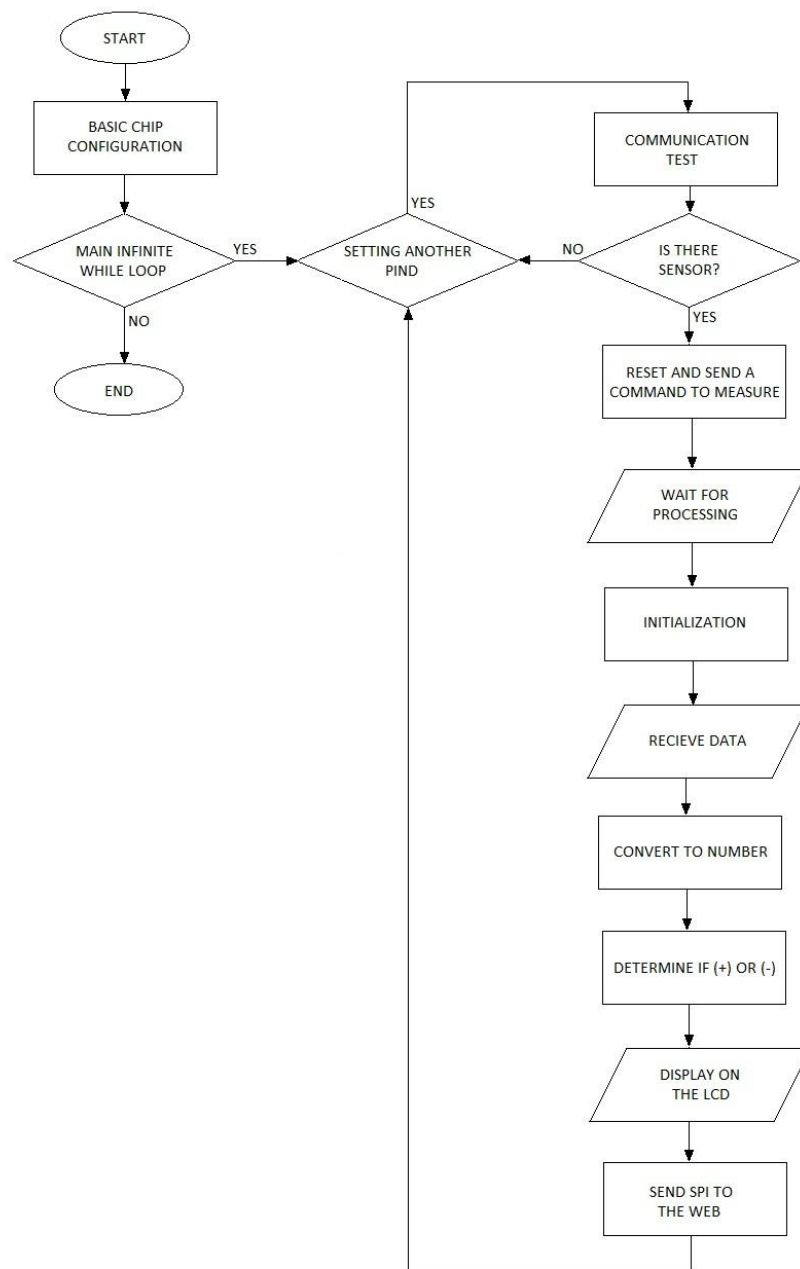 START
BASIC CHIP
CONFIGURATION
MAIN INFINITE
WHILE LOOP
YES
NO
END
SETTING ANOTHER
PIND
YES
COMMUNICATION
TEST
IS THERE
SENSOR?
NO
YES
RESET AND SEND A
COMMAND TO MEASURE
WAIT FOR
PROCESSING
INITIALIZATION
RECIEVE DATA
CONVERT TO NUMBER
DETERMINE IF (+) OR (-)
DISPLAY ON
THE LCD
SEND SPI TO
THE WEB